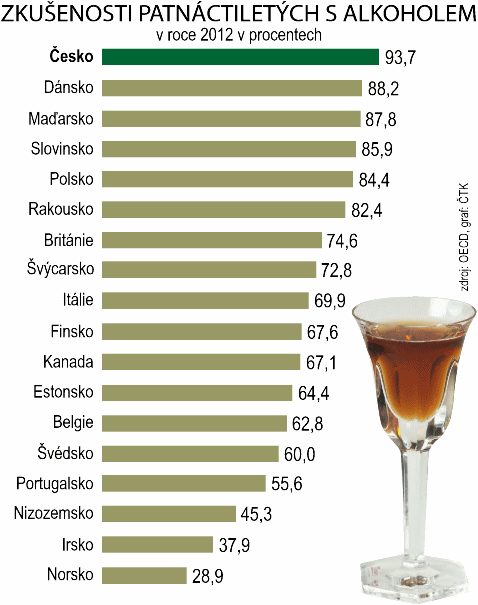 ZKUŠENOSTI PATNÁCTILETÝCH S ALKOHOLEM
v roce 2012 v procentech
Česko 93,7
Dánsko 88,2
Maďarsko 87,8
Slovinsko 85,9
Polsko 84,4
Rakousko 82,4
Británie 74,6
Švýcarsko 72,8
Itálie 69,9
Finsko 67,6
Kanada 67,1
Estonsko 64,4
Belgie 62,8
Švédsko 60,0
Portugalsko 55,6
Nizozemsko 45,3
Irsko 37,9
Norsko 28,9
zdroj: OECD, graf: ČTK